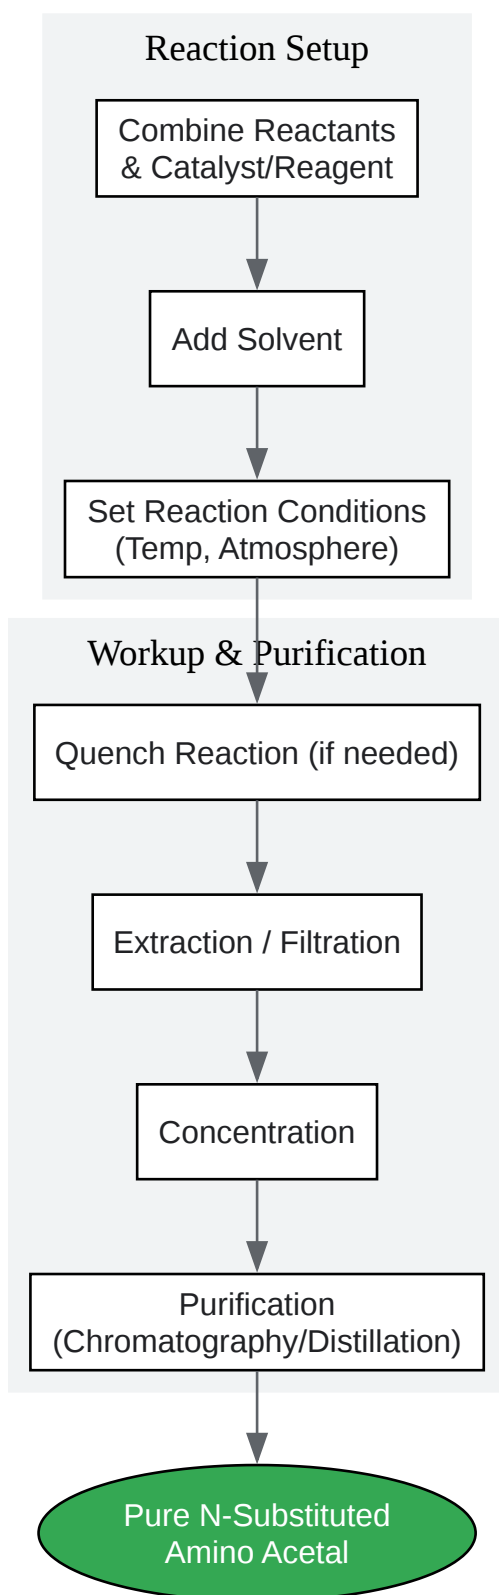 Reaction Setup
Combine Reactants
& Catalyst/Reagent
Add Solvent
Set Reaction Conditions
(Temp, Atmosphere)
Workup & Purification
Quench Reaction (if needed)
Extraction / Filtration
Concentration
Purification
(Chromatography/Distillation)
Pure N-Substituted
Amino Acetal